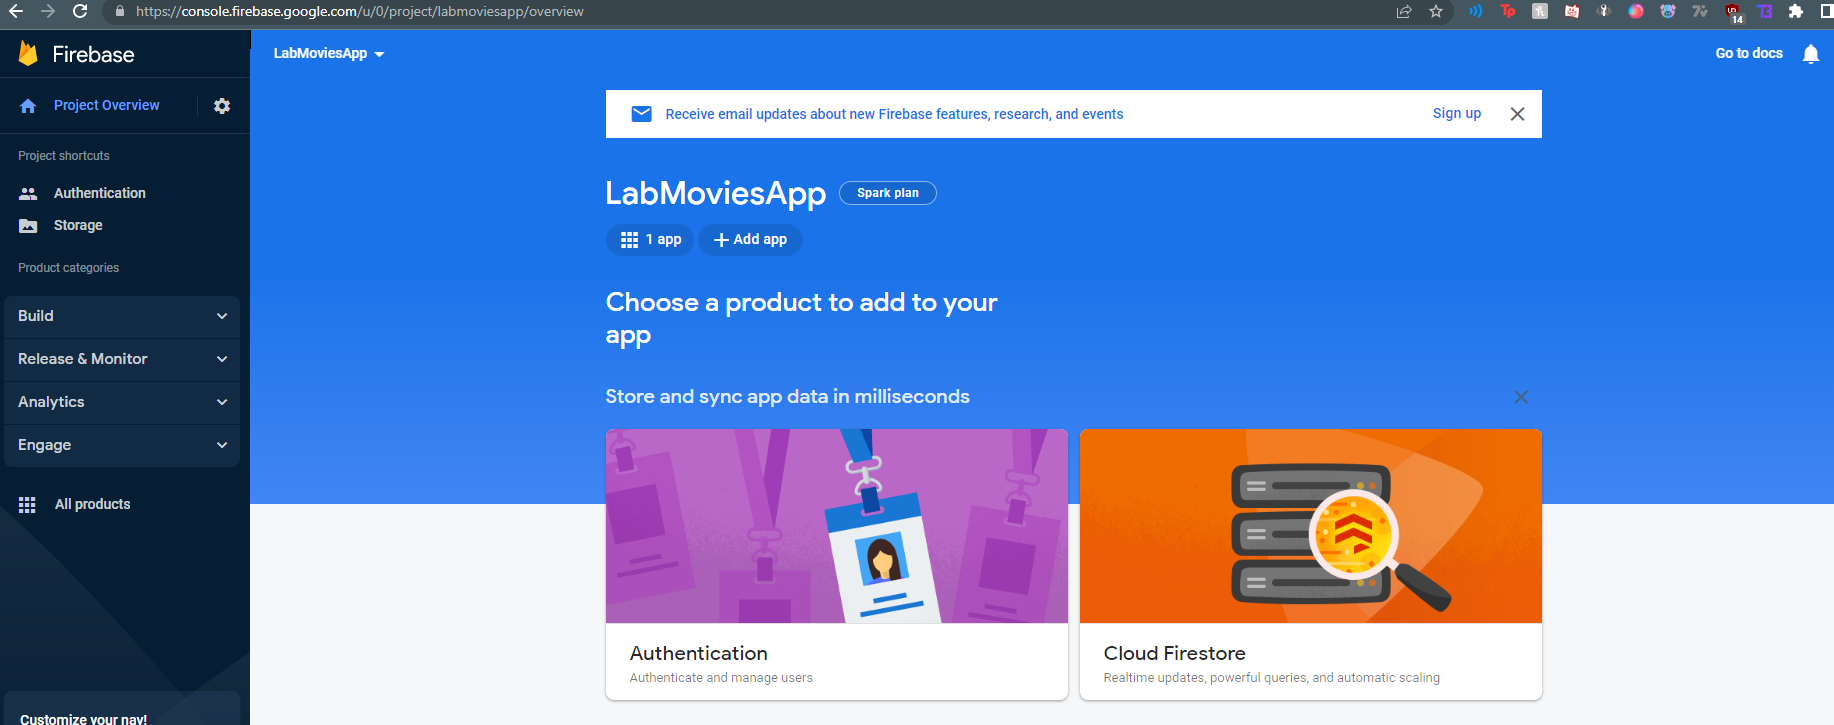 https://console.firebase.google.com/u/0/project/labmoviesapp/overview
14
Firebase
LabMoviesApp
Go to docs
Project Overview
Receive email updates about new Firebase features, research, and events
Sign up
Project shortcuts
Authentication
Storage
Product categories
Build
Release & Monitor
Analytics
Engage
All products
Customize your nav!
LabMoviesApp
Spark plan
1 app
Add app
Choose a product to add to your
app
Store and sync app data in milliseconds
Authentication
Authenticate and manage users
Cloud Firestore
Realtime updates, powerful queries, and automatic scaling